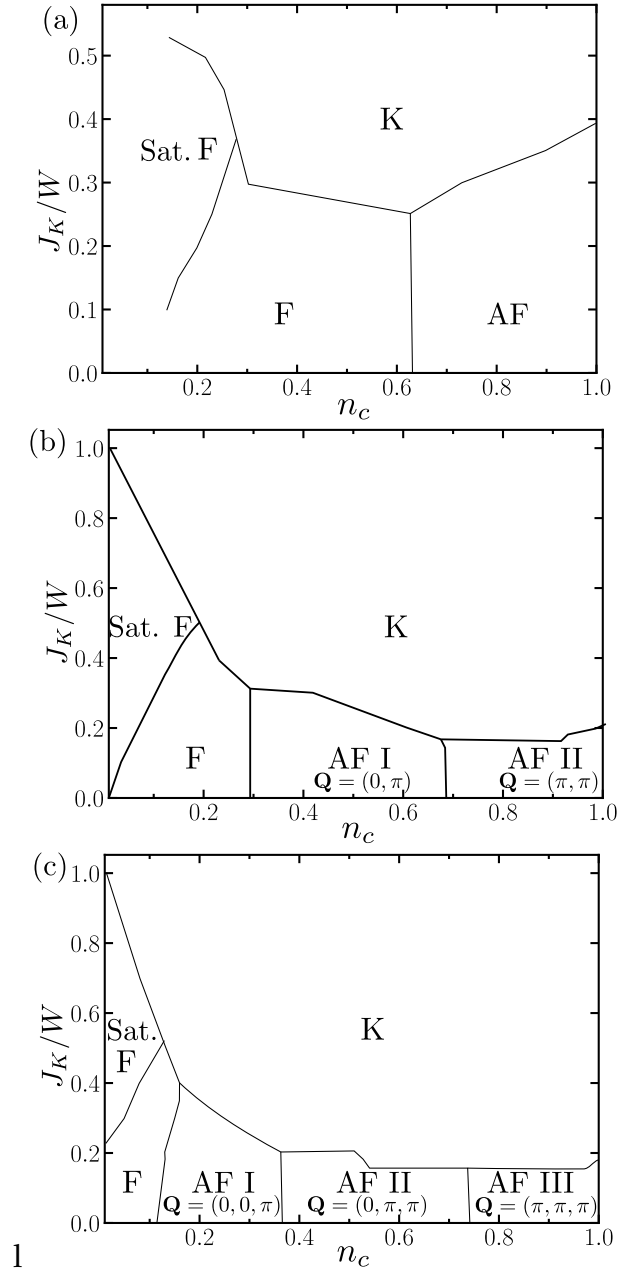 (a)
0.5
0.4
0.3
0.2
0.1
0.0
J_K/W
K
Sat. F
F
AF
0.2 0.4 0.6 0.8 1.0
n_c
(b)
1.0
0.8
0.6
0.4
0.2
0.0
J_K/W
K
Sat. F
F
AF I
Q = (0, π)
AF II
Q = (π, π)
0.2 0.4 0.6 0.8 1.0
n_c
(c)
1.0
0.8
0.6
0.4
0.2
0.0
J_K/W
K
Sat.
F
F
AF I
Q = (0, 0, π)
AF II
Q = (0, π, π)
AF III
Q = (π, π, π)
0.2 0.4 0.6 0.8 1.0
n_c
l